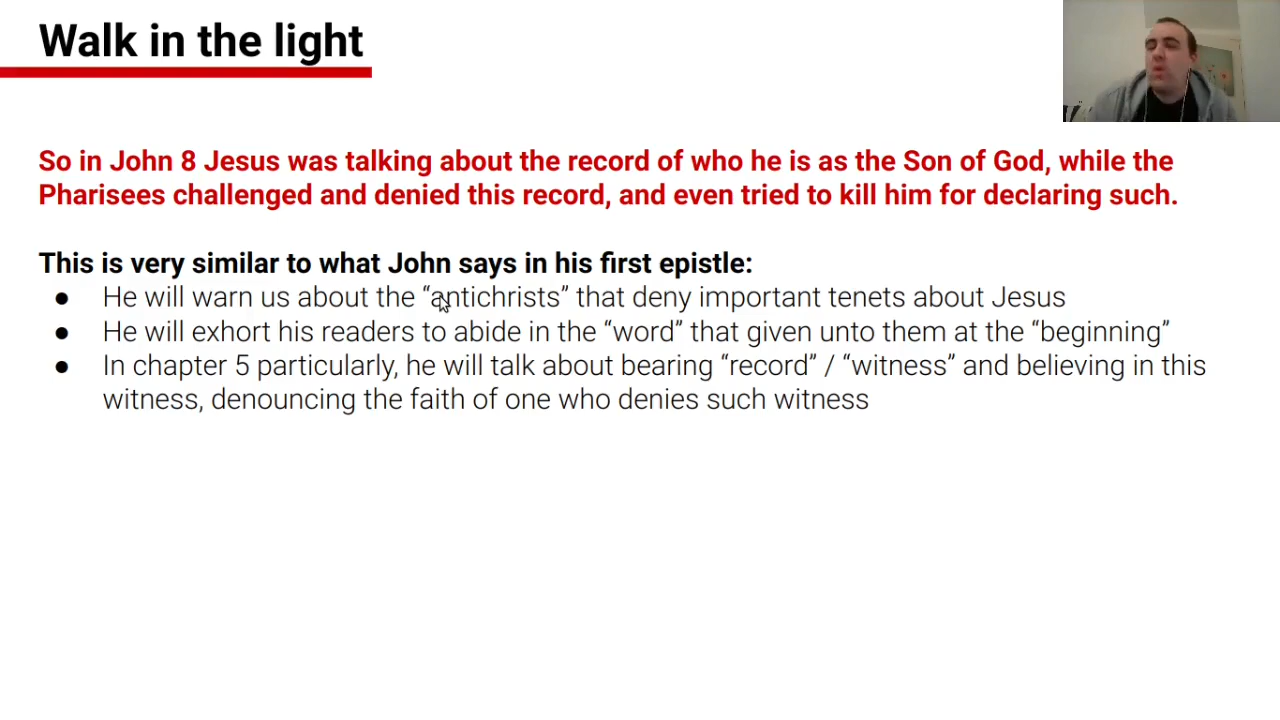 Walk in the light
So in John 8 Jesus was talking about the record of who he is as the Son of God, while the
Pharisees challenged and denied this record, and even tried to kill him for declaring such.
This is very similar to what John says in his first epistle:
● He will warn us about the “antichrists” that deny important tenets about Jesus
● He will exhort his readers to abide in the “word” that given unto them at the “beginning”
● In chapter 5 particularly, he will talk about bearing “record” / “witness” and believing in this
witness, denouncing the faith of one who denies such witness